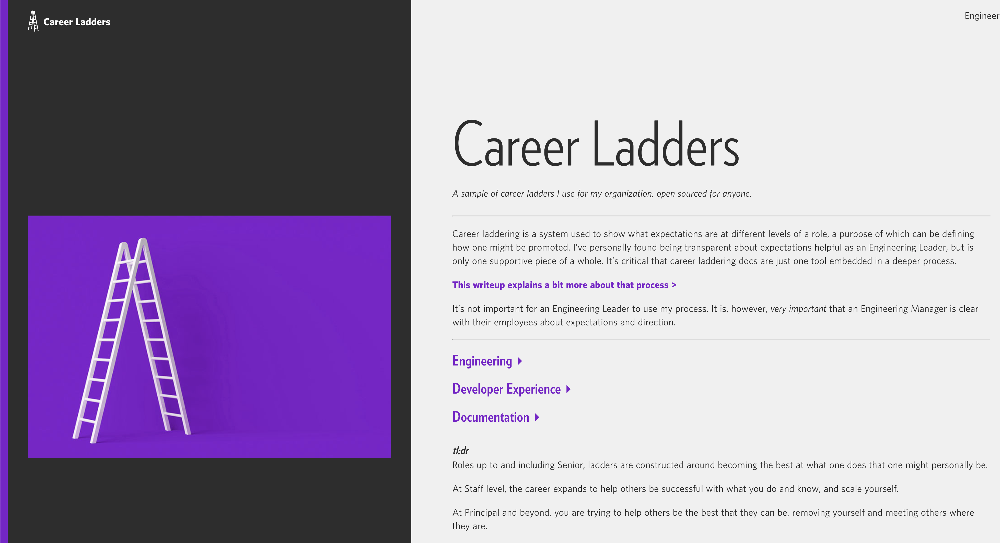 Career Ladders
Engineer
Career Ladders
A sample of career ladders I use for my organization, open sourced for anyone.
Career laddering is a system used to show what expectations are at different levels of a role, a purpose of which can be defining
how one might be promoted. I’ve personally found being transparent about expectations helpful as an Engineering Leader, but is
only one supportive piece of a whole. It’s critical that career laddering docs are just one tool embedded in a deeper process.
This writeup explains a bit more about that process >
It’s not important for an Engineering Leader to use my process. It is, however, very important that an Engineering Manager is clear
with their employees about expectations and direction.
Engineering
Developer Experience
Documentation
tl;dr
Roles up to and including Senior, ladders are constructed around becoming the best at what one does that one might personally be.
At Staff level, the career expands to help others be successful with what you do and know, and scale yourself.
At Principal and beyond, you are trying to help others be the best that they can be, removing yourself and meeting others where
they are.